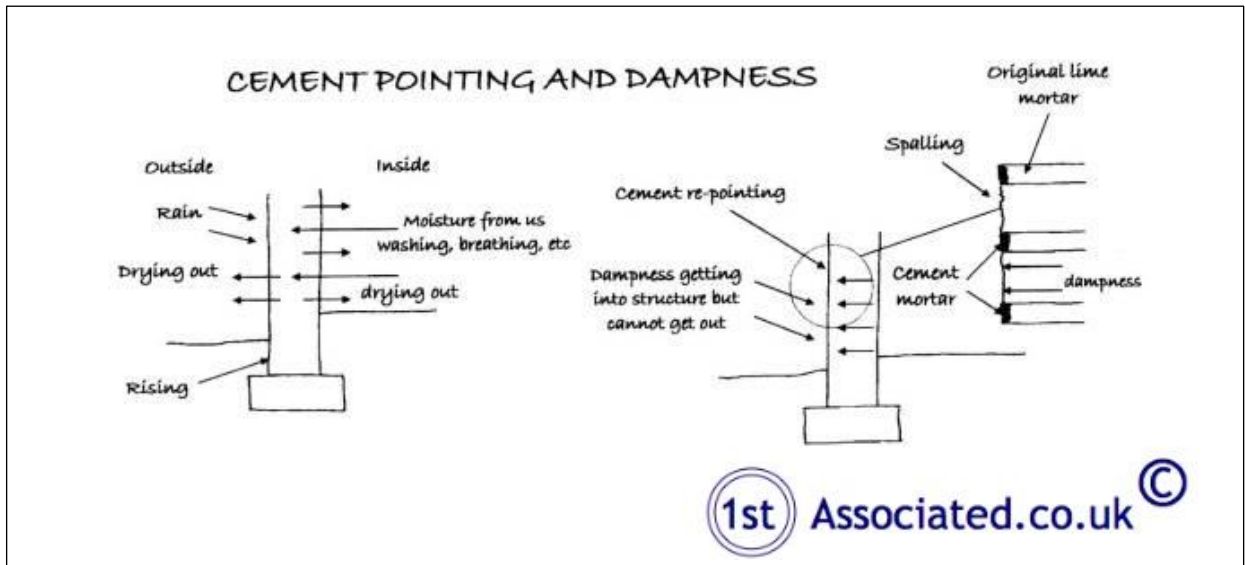 CEMENT POINTING AND DAMPNESS
Outside
Inside
Rain
Moisture from us
washing, breathing, etc
Drying out
drying out
Rising
Original lime
mortar
Spalling
Cement re-pointing
Dampness getting
into structure but
cannot get out
Cement
mortar
dampness
1st Associated.co.uk ©